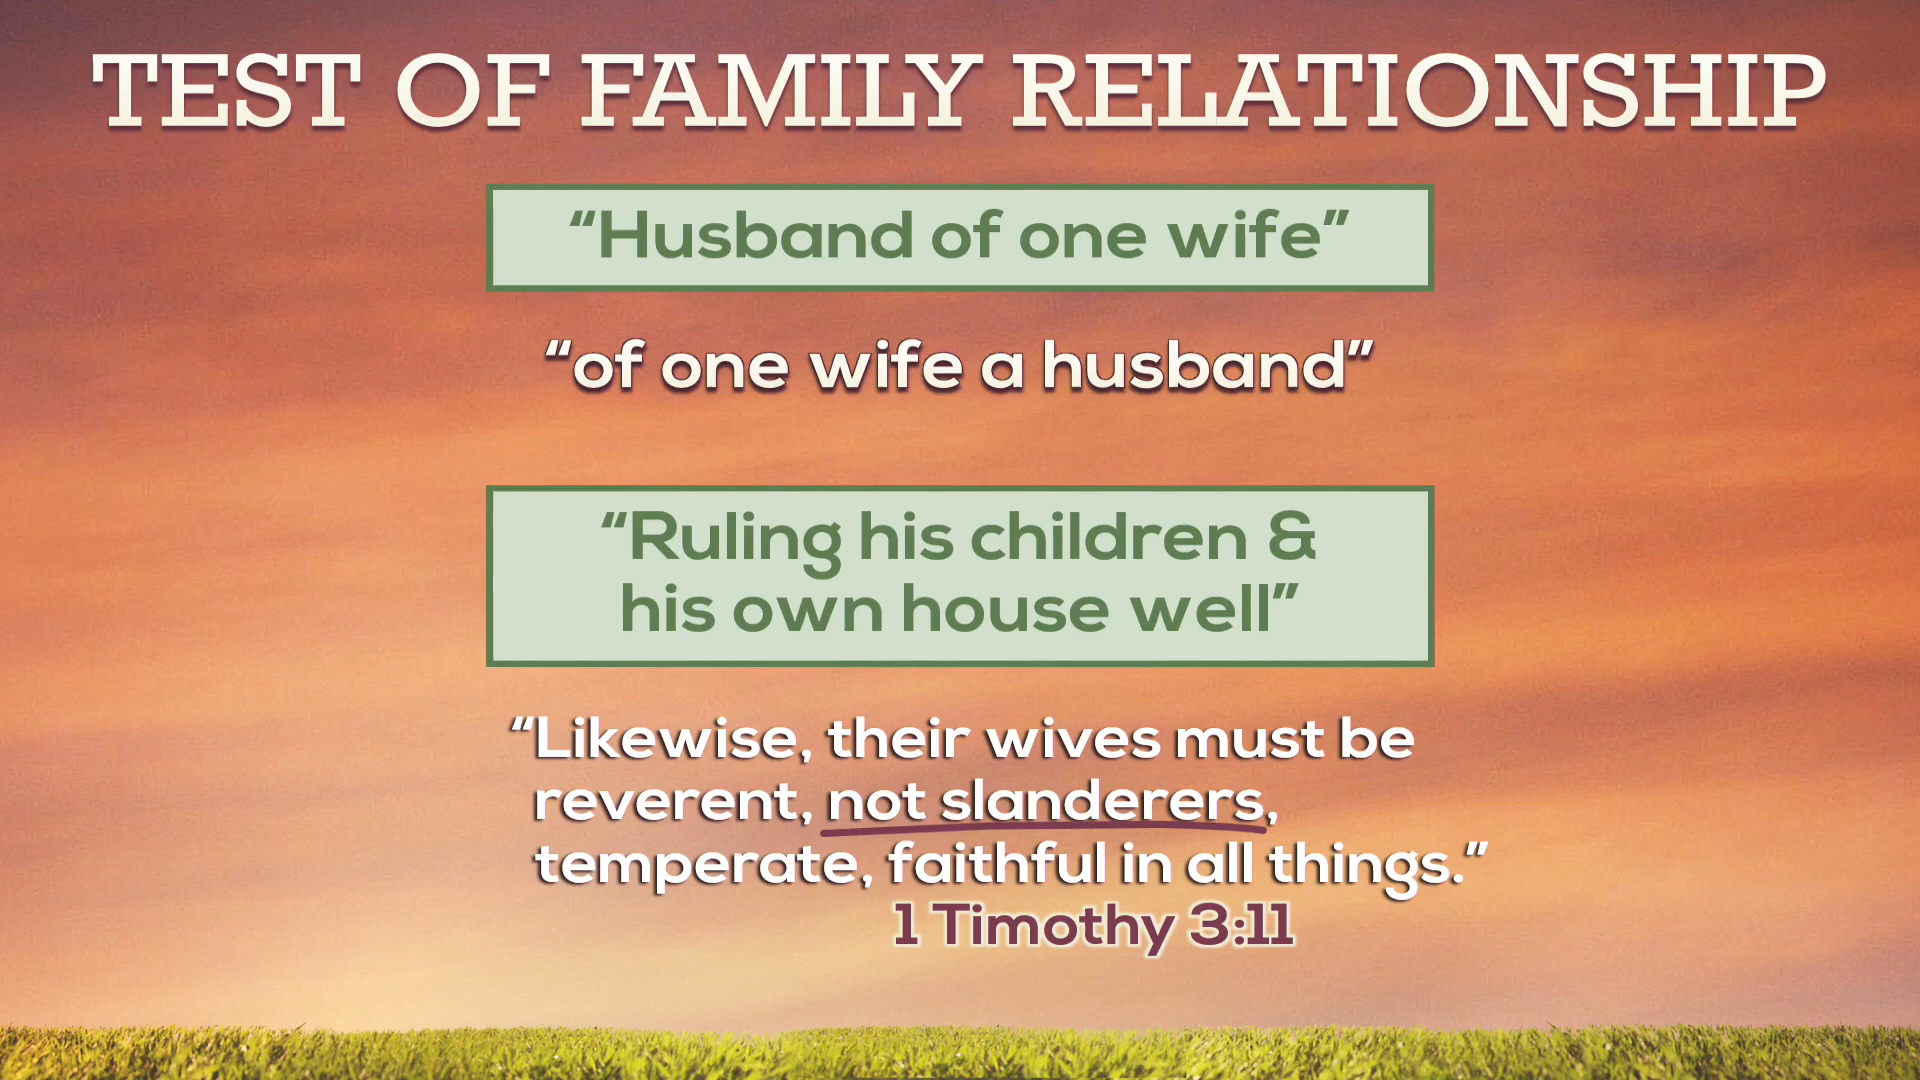 TEST OF FAMILY RELATIONSHIP
“Husband of one wife”
“of one wife a husband”
“Ruling his children &
his own house well”
“Likewise, their wives must be
reverent, not slanderers,
temperate, faithful in all things.”
1 Timothy 3:11